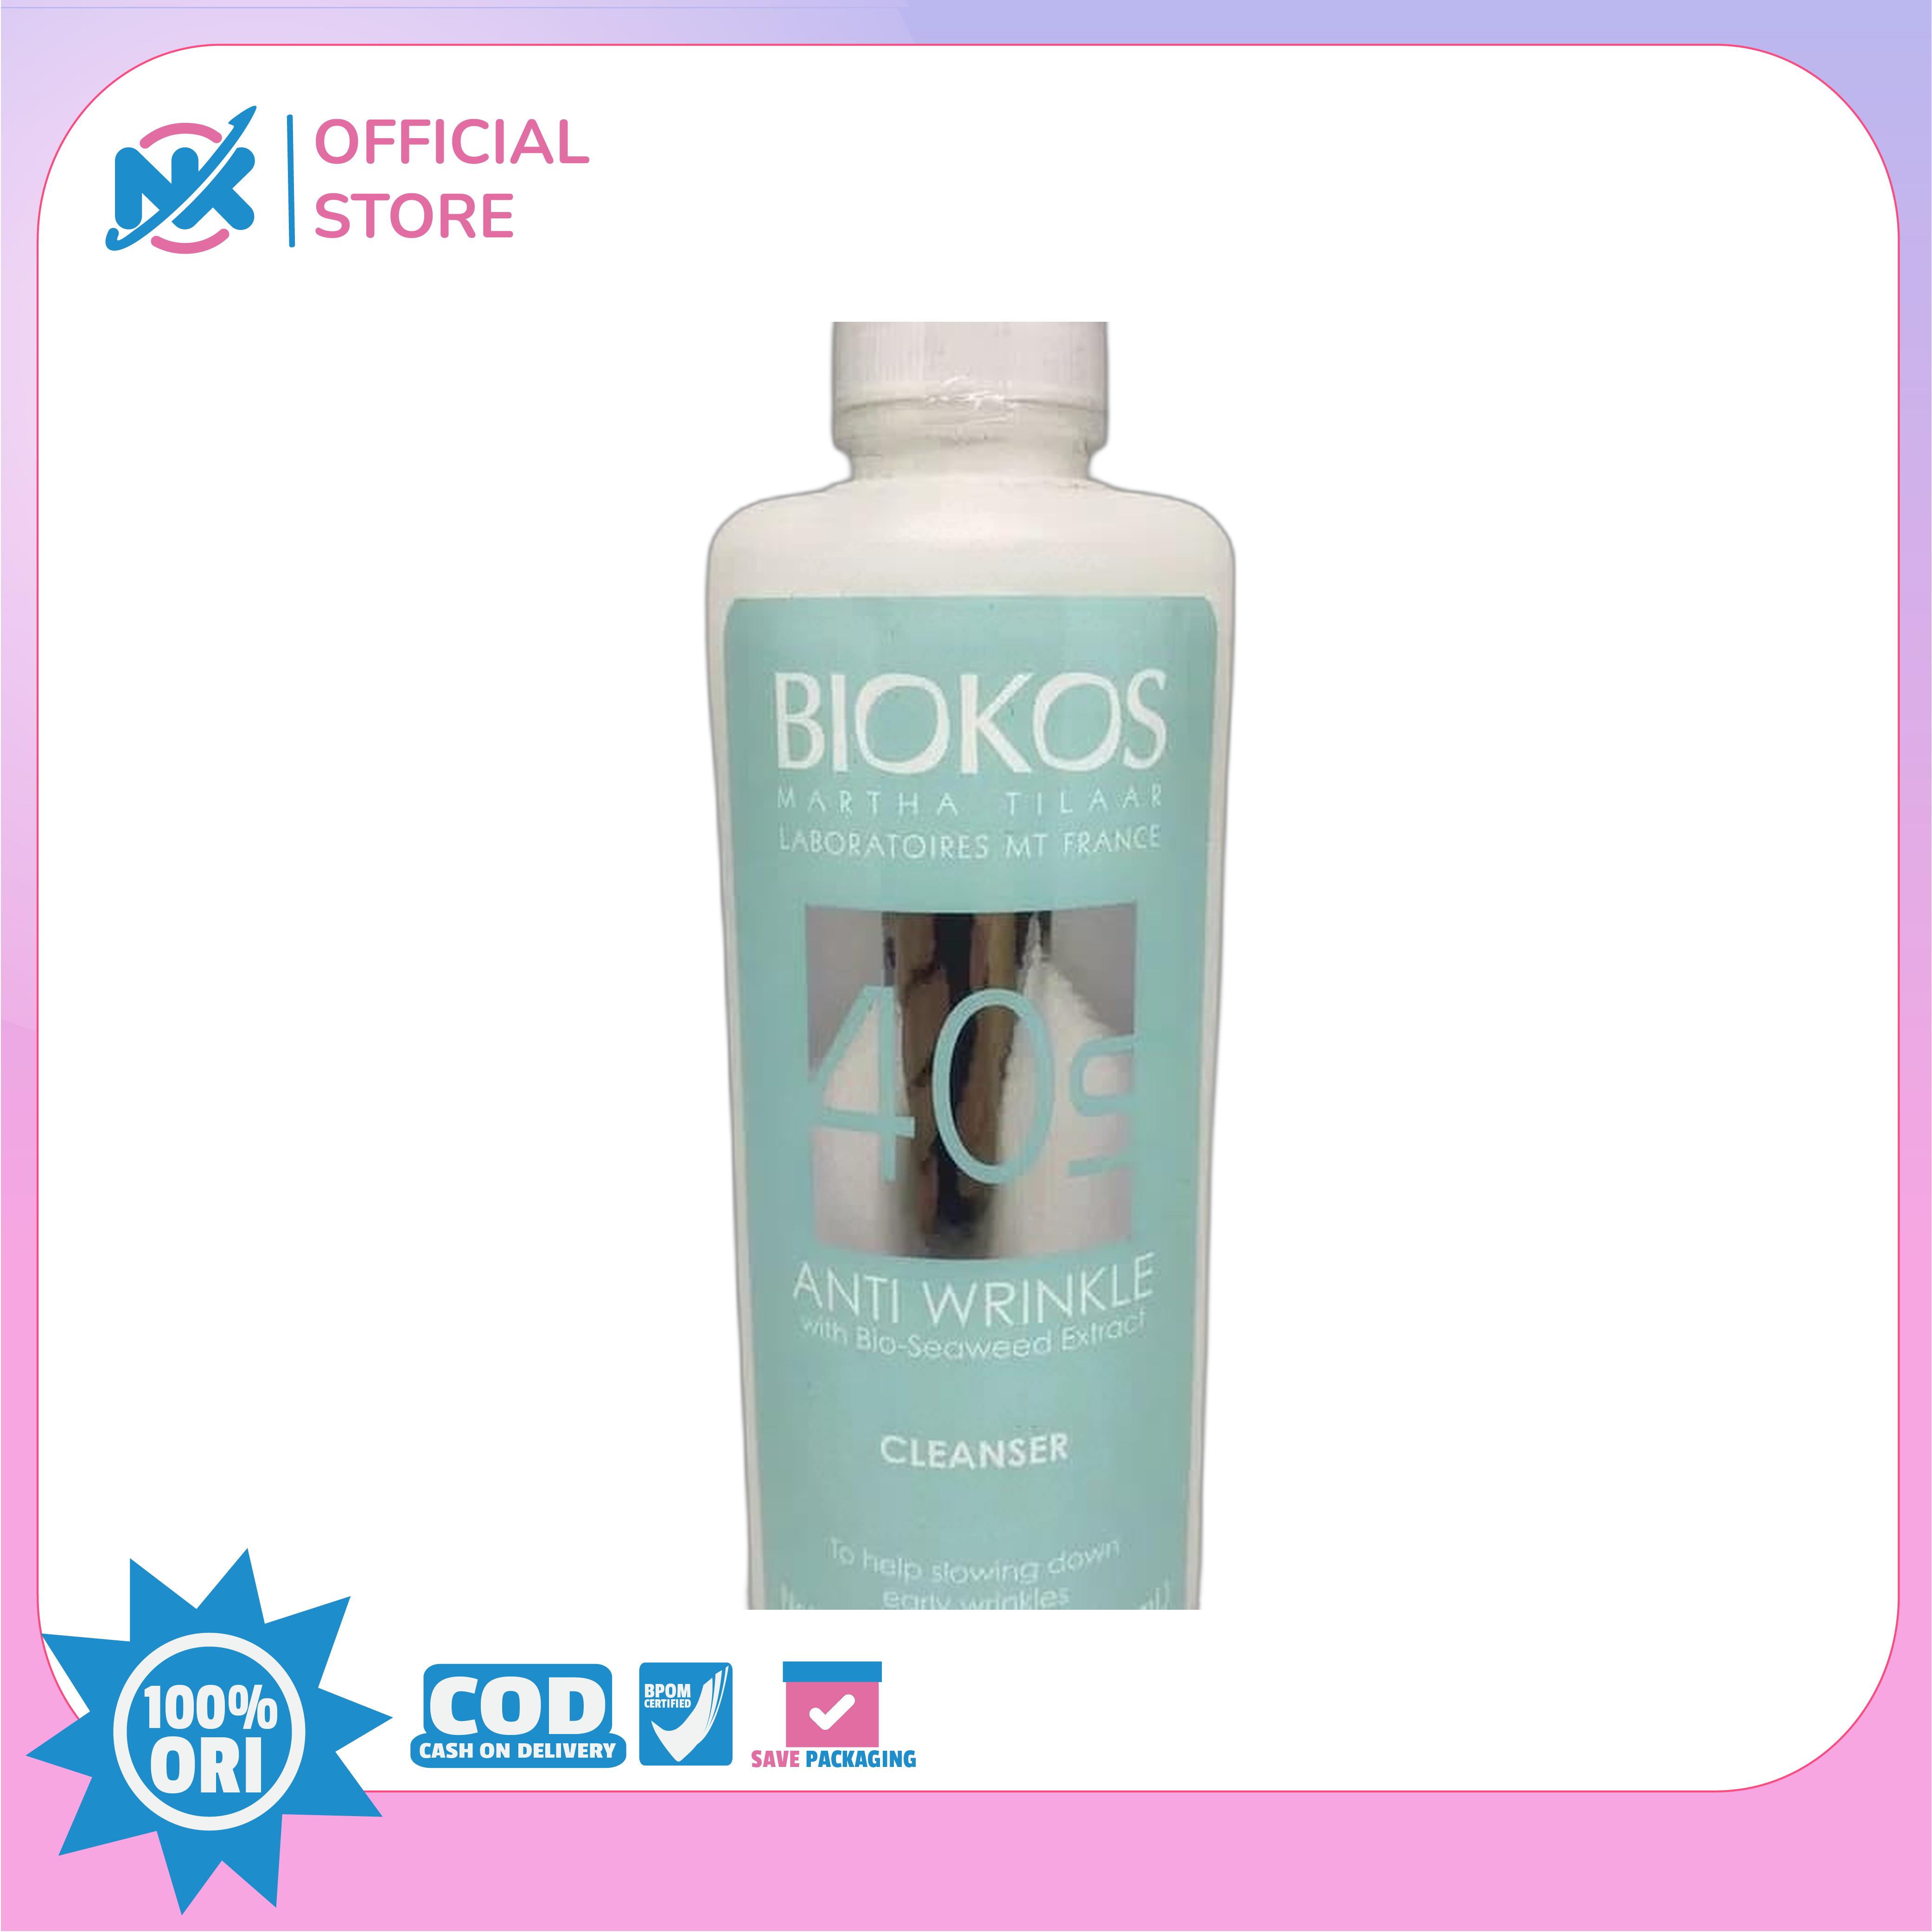 NK
OFFICIAL
STORE
BIOKOS
MARTHA TILAAR
LABORATOIRES MT FRANCE
40s
ANTI WRINKLE
with Bio-Seaweed Extract
CLEANSER
To help slowing down
early wrinkles
100%
ORI
COD
CASH ON DELIVERY
BPOM
CERTIFIED
SAVE PACKAGING